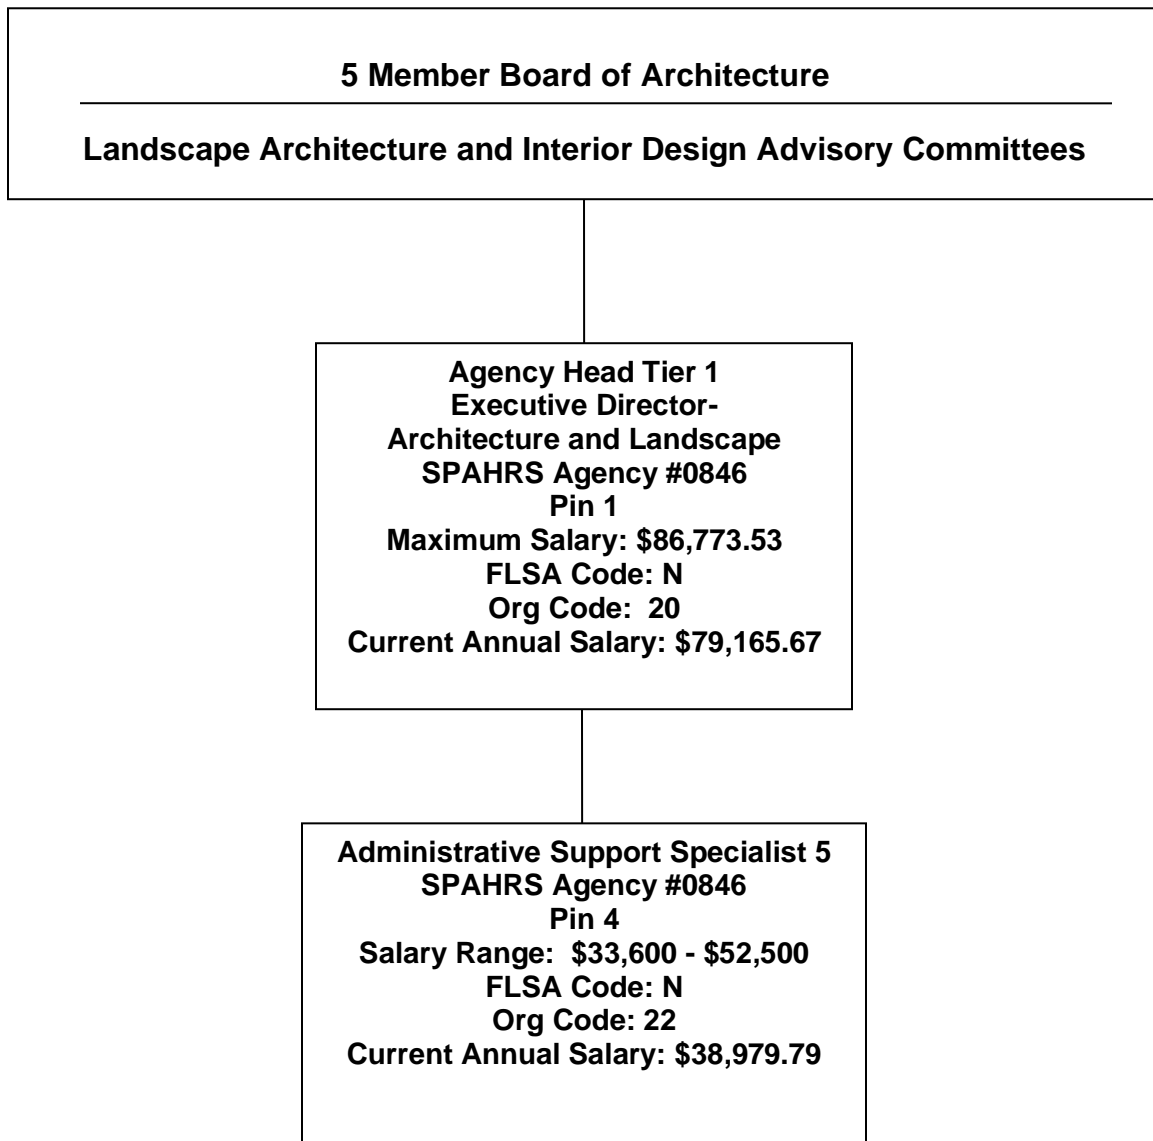 5 Member Board of Architecture
Landscape Architecture and Interior Design Advisory Committees
Agency Head Tier 1
Executive Director-
Architecture and Landscape
SPAHRS Agency #0846
Pin 1
Maximum Salary: $86,773.53
FLSA Code: N
Org Code:  20
Current Annual Salary: $79,165.67
Administrative Support Specialist 5
SPAHRS Agency #0846
Pin 4
Salary Range:  $33,600 - $52,500
FLSA Code: N
Org Code: 22
Current Annual Salary: $38,979.79